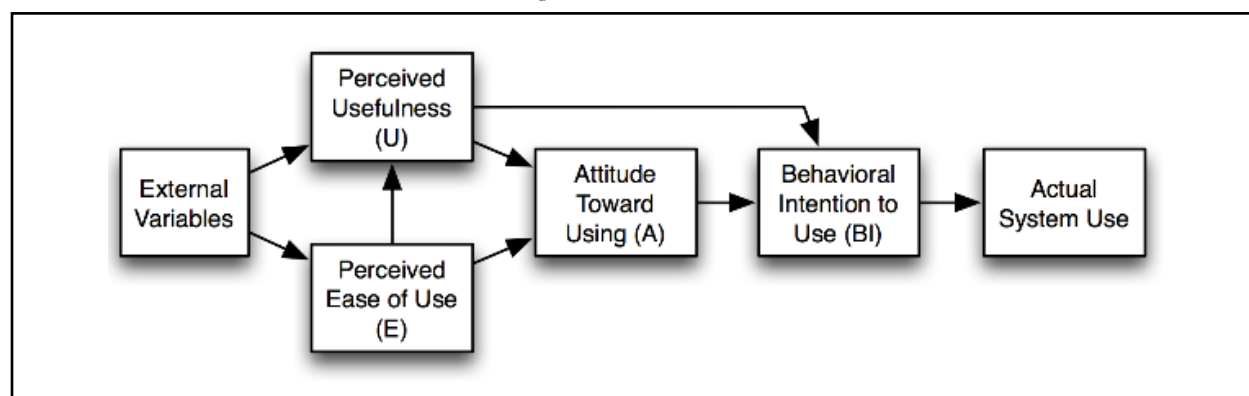 External
Variables
Perceived
Usefulness
(U)
Perceived
Ease of Use
(E)
Attitude
Toward
Using (A)
Behavioral
Intention to
Use (BI)
Actual
System Use